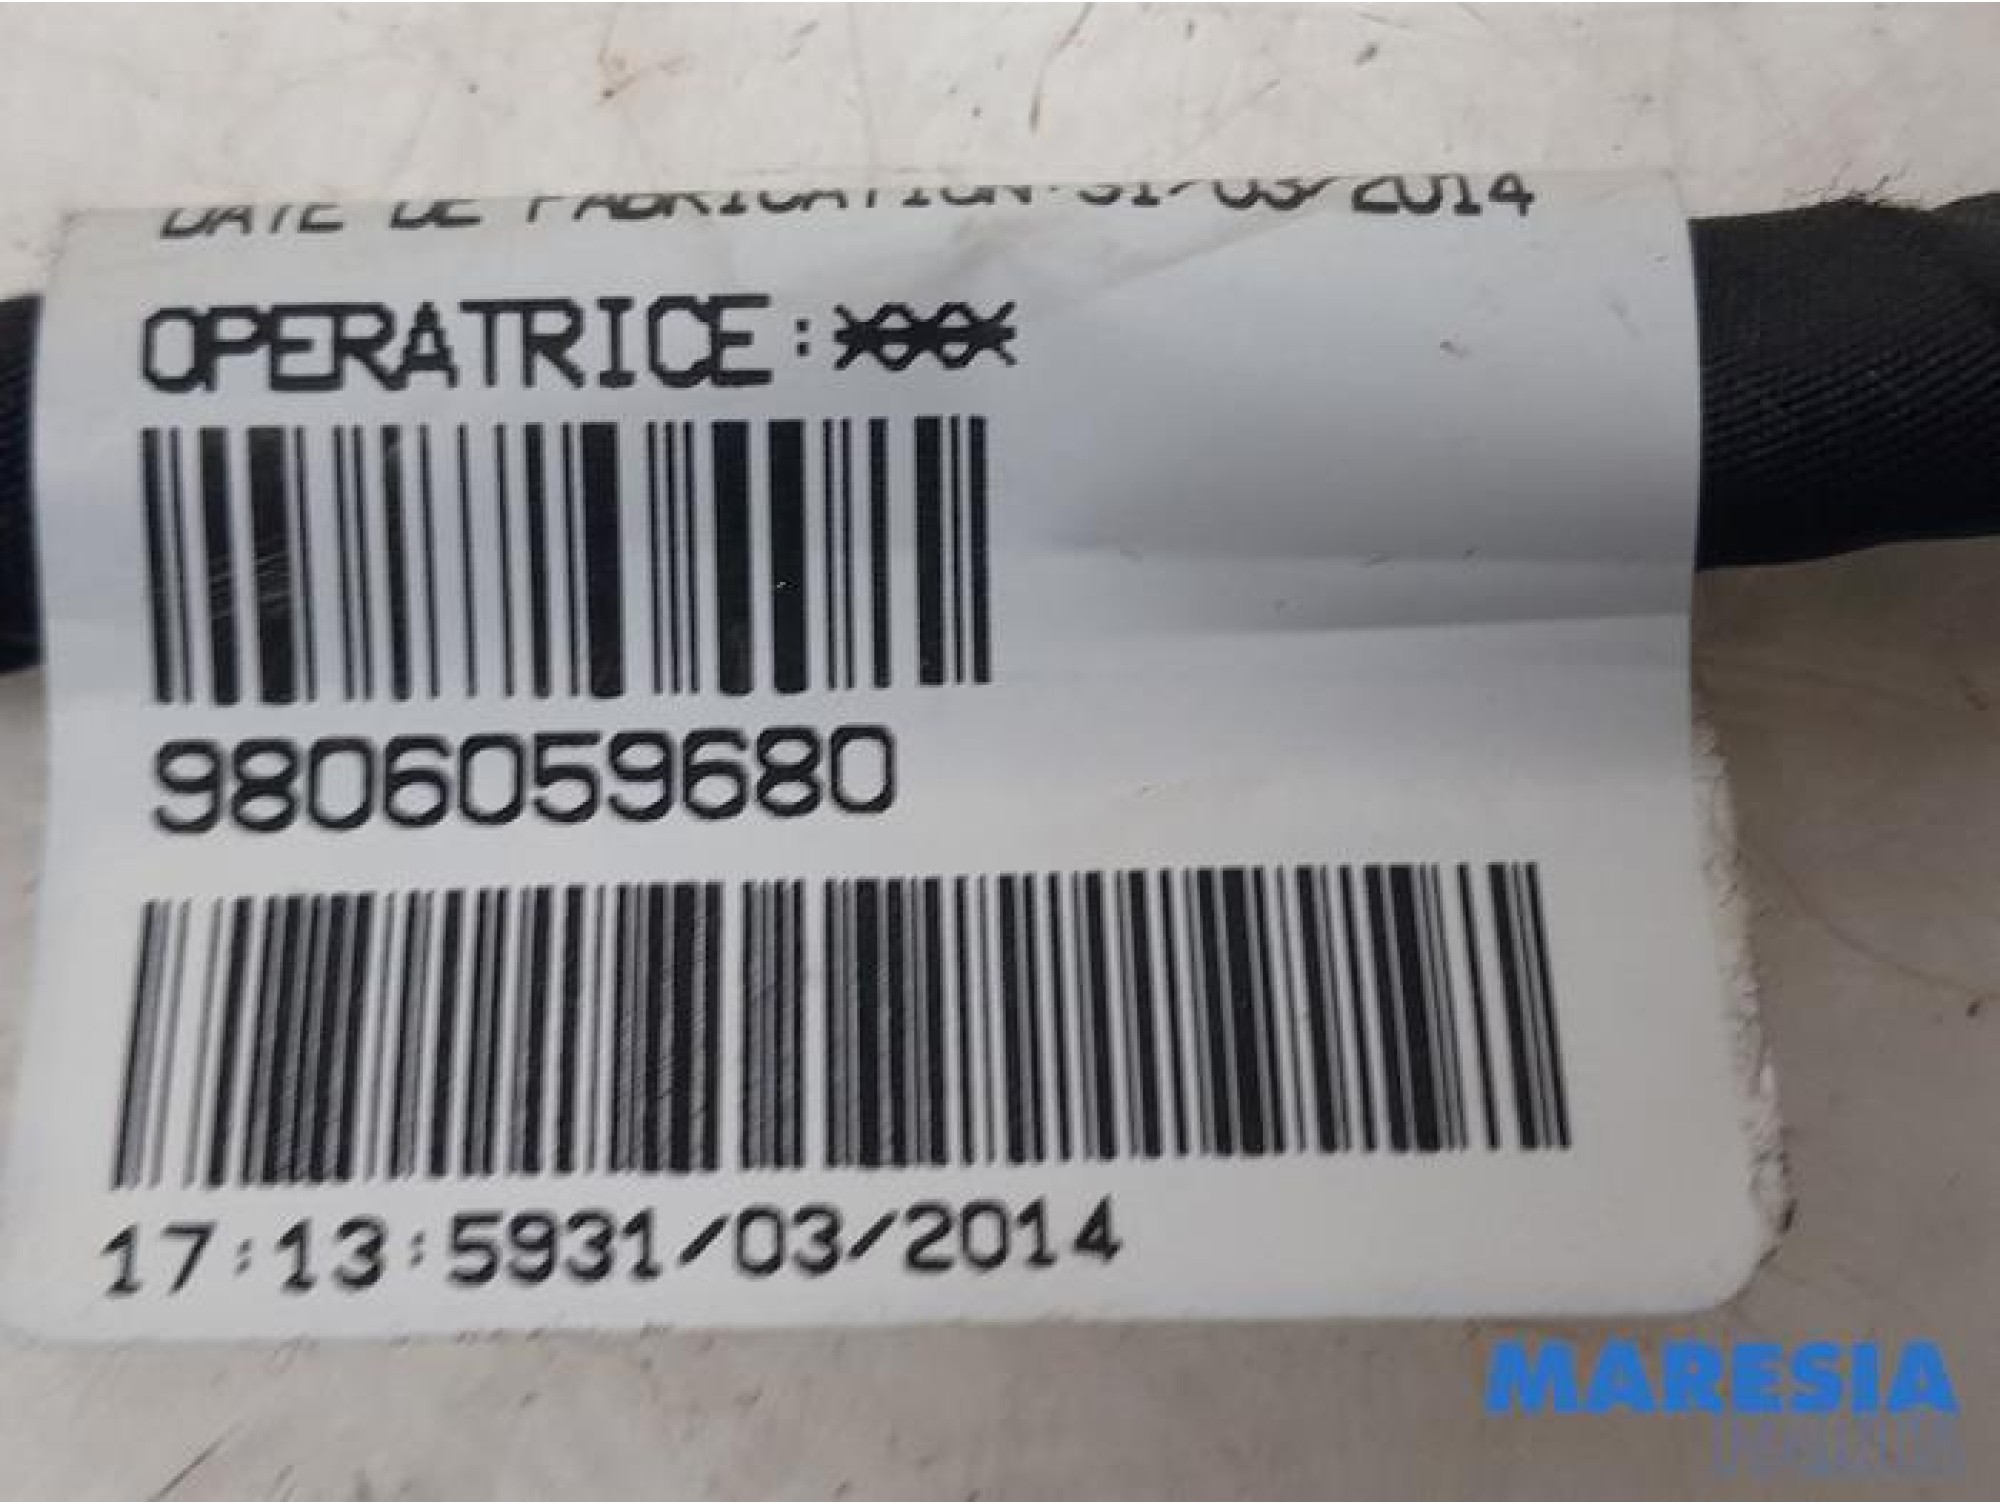 DATE DE FABRICATION:31/03/2014
OPERATRICE:***
9806059680
17:13:5931/03/2014
MARESIA